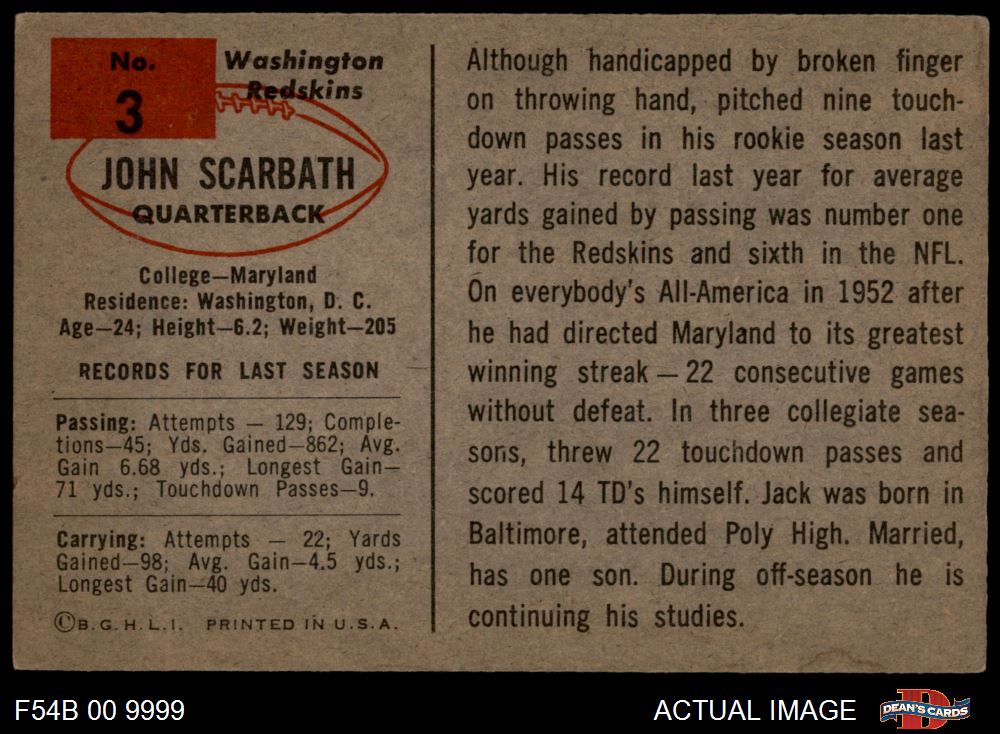 No.
3
Washington
Redskins
JOHN SCARBATH
QUARTERBACK
College—Maryland
Residence: Washington, D. C.
Age—24; Height—6.2; Weight—205
RECORDS FOR LAST SEASON
Passing: Attempts — 129; Comple-
tions—45; Yds. Gained—862; Avg.
Gain 6.68 yds.; Longest Gain—
71 yds.; Touchdown Passes—9.
Carrying: Attempts — 22; Yards
Gained—98; Avg. Gain—4.5 yds.;
Longest Gain—40 yds.
©B.G.H.L.I. PRINTED IN U.S.A.
Although handicapped by broken finger
on throwing hand, pitched nine touch-
down passes in his rookie season last
year. His record last year for average
yards gained by passing was number one
for the Redskins and sixth in the NFL.
On everybody's All-America in 1952 after
he had directed Maryland to its greatest
winning streak — 22 consecutive games
without defeat. In three collegiate sea-
sons, threw 22 touchdown passes and
scored 14 TD's himself. Jack was born in
Baltimore, attended Poly High. Married,
has one son. During off-season he is
continuing his studies.
F54B 00 9999
ACTUAL IMAGE
DEAN'S CARDS